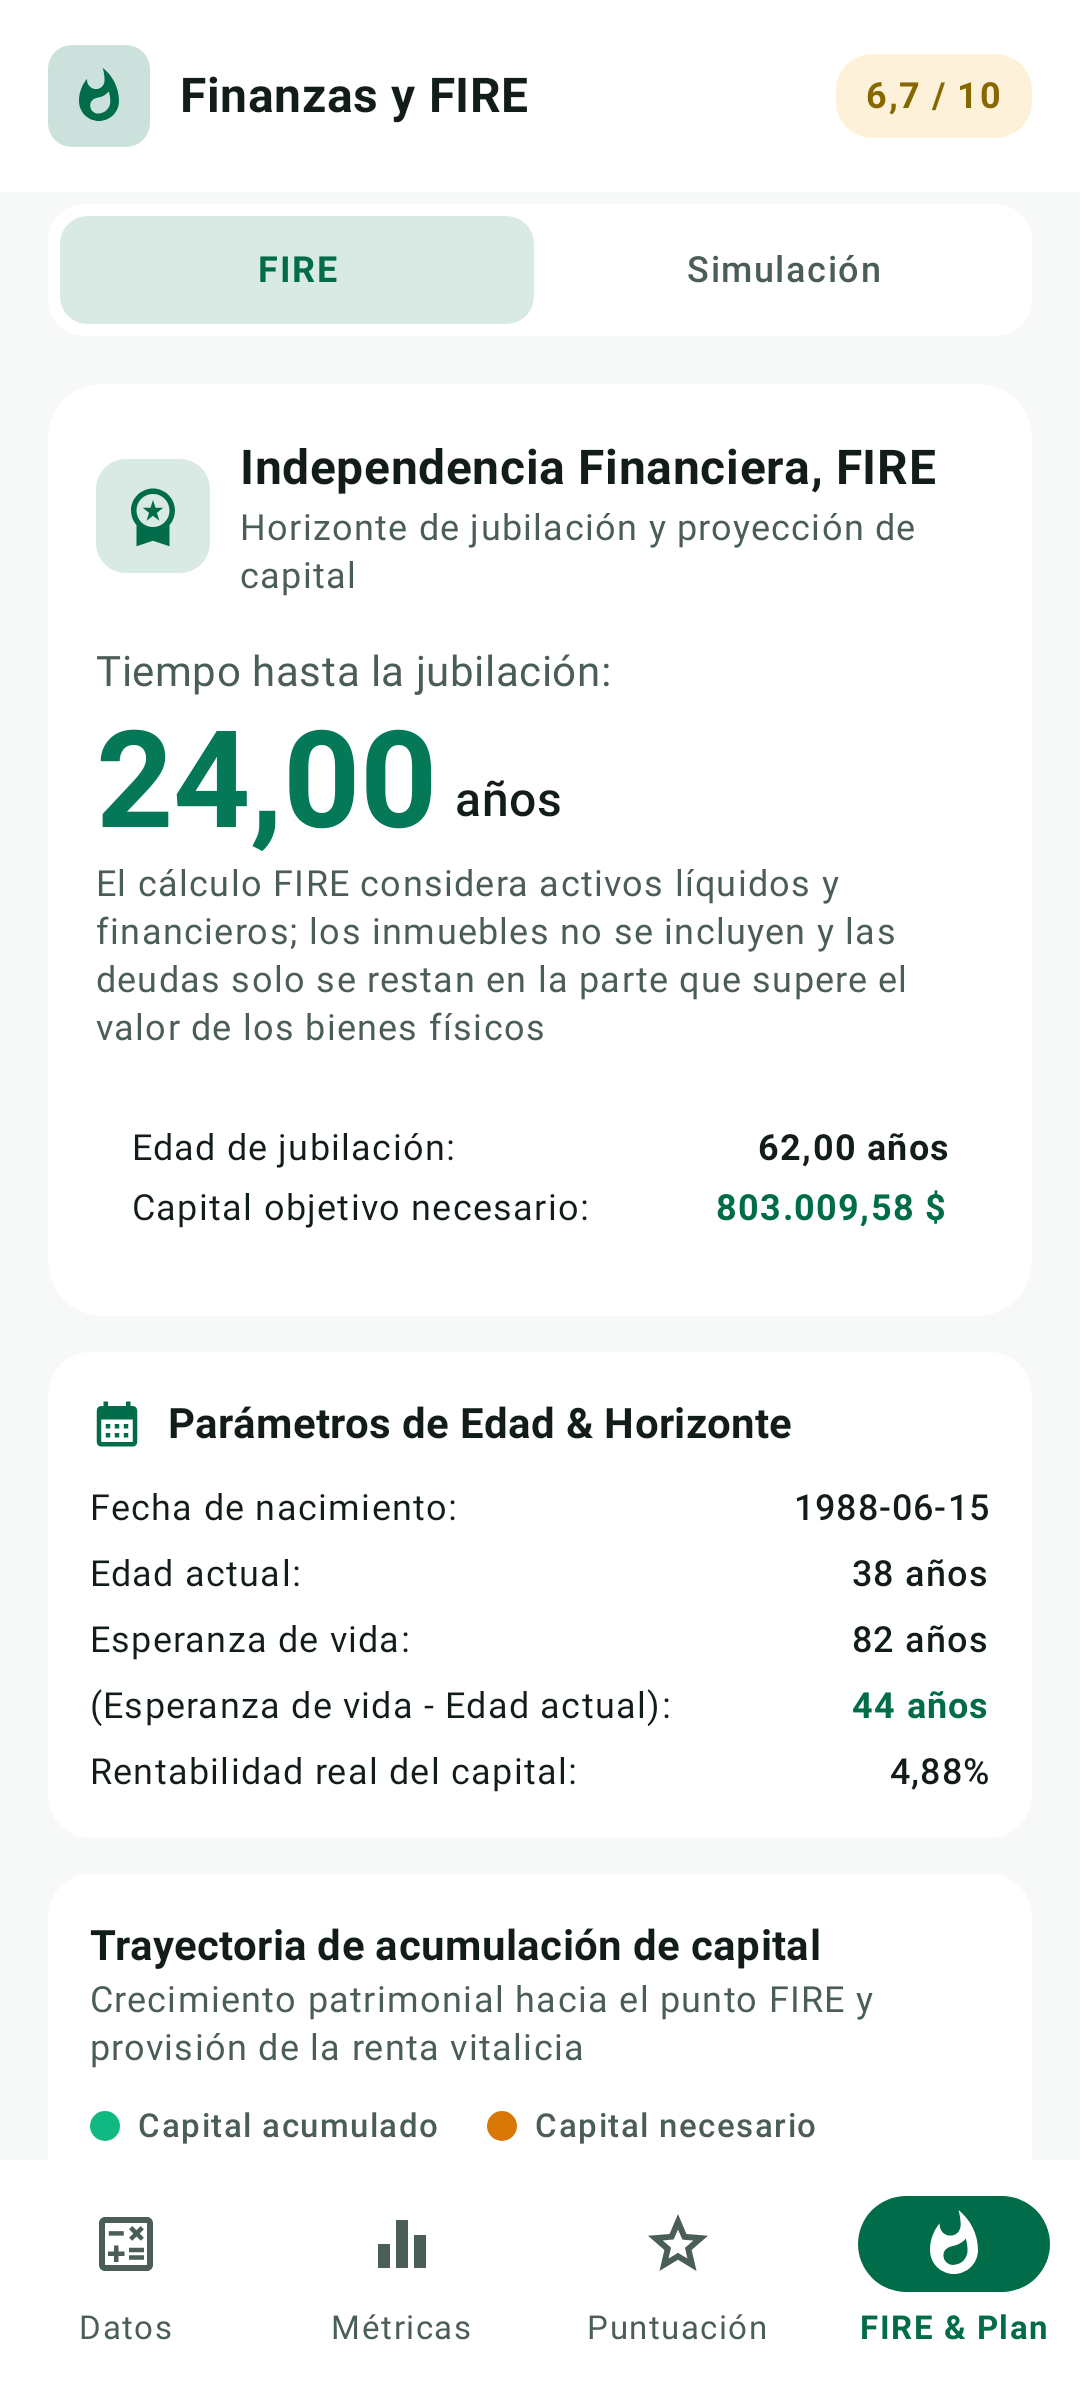 Finanzas y FIRE
6,7 / 10
FIRE
Simulación
Independencia Financiera, FIRE
Horizonte de jubilación y proyección de
capital
Tiempo hasta la jubilación:
24,00 años
El cálculo FIRE considera activos líquidos y
financieros; los inmuebles no se incluyen y las
deudas solo se restan en la parte que supere el
valor de los bienes físicos
Edad de jubilación: 62,00 años
Capital objetivo necesario: 803.009,58 $
Parámetros de Edad & Horizonte
Fecha de nacimiento: 1988-06-15
Edad actual: 38 años
Esperanza de vida: 82 años
(Esperanza de vida - Edad actual): 44 años
Rentabilidad real del capital: 4,88%
Trayectoria de acumulación de capital
Crecimiento patrimonial hacia el punto FIRE y
provisión de la renta vitalicia
Capital acumulado Capital necesario
Datos Métricas Puntuación FIRE & Plan